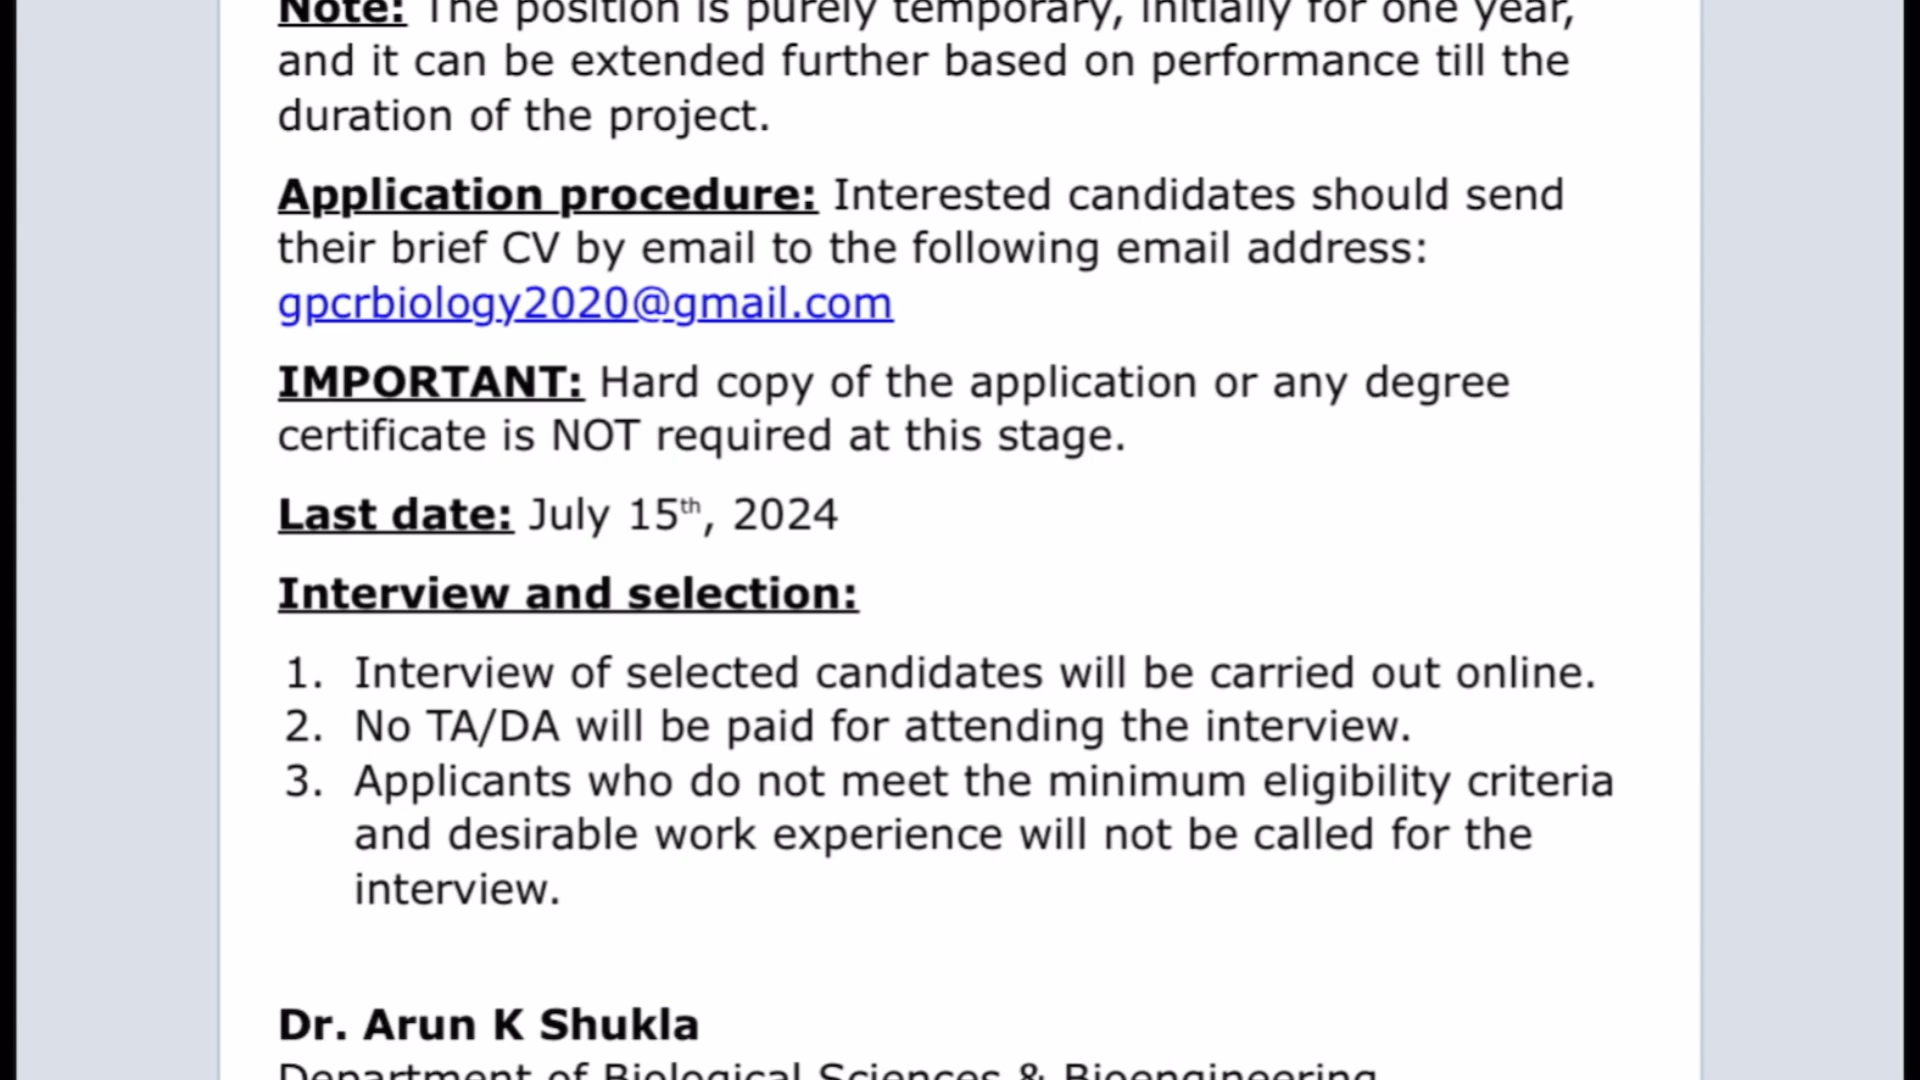 Note: The position is purely temporary, initially for one year,
and it can be extended further based on performance till the
duration of the project.
Application procedure: Interested candidates should send
their brief CV by email to the following email address:
gpcrbiology2020@gmail.com
IMPORTANT: Hard copy of the application or any degree
certificate is NOT required at this stage.
Last date: July 15th, 2024
Interview and selection:
1. Interview of selected candidates will be carried out online.
2. No TA/DA will be paid for attending the interview.
3. Applicants who do not meet the minimum eligibility criteria
and desirable work experience will not be called for the
interview.
Dr. Arun K Shukla
Department of Biological Sciences & Bioengineering